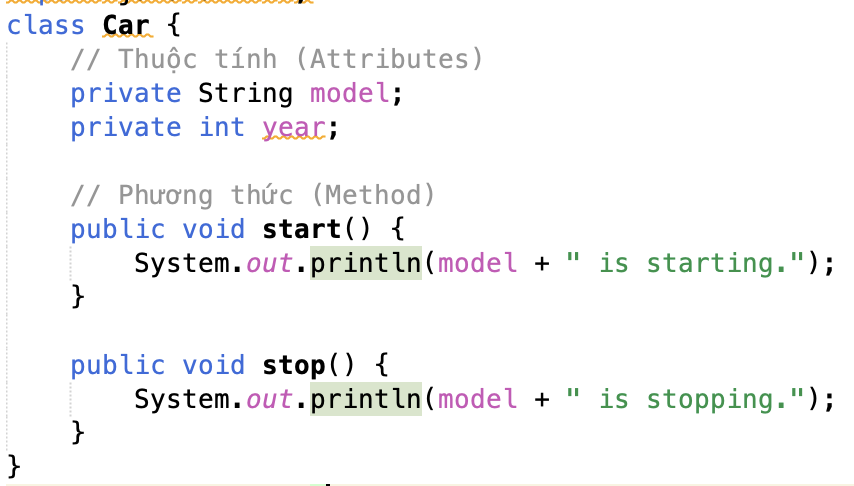 class Car {
    // Thuộc tính (Attributes)
    private String model;
    private int year;

    // Phương thức (Method)
    public void start() {
        System.out.println(model + " is starting.");
    }

    public void stop() {
        System.out.println(model + " is stopping.");
    }
}